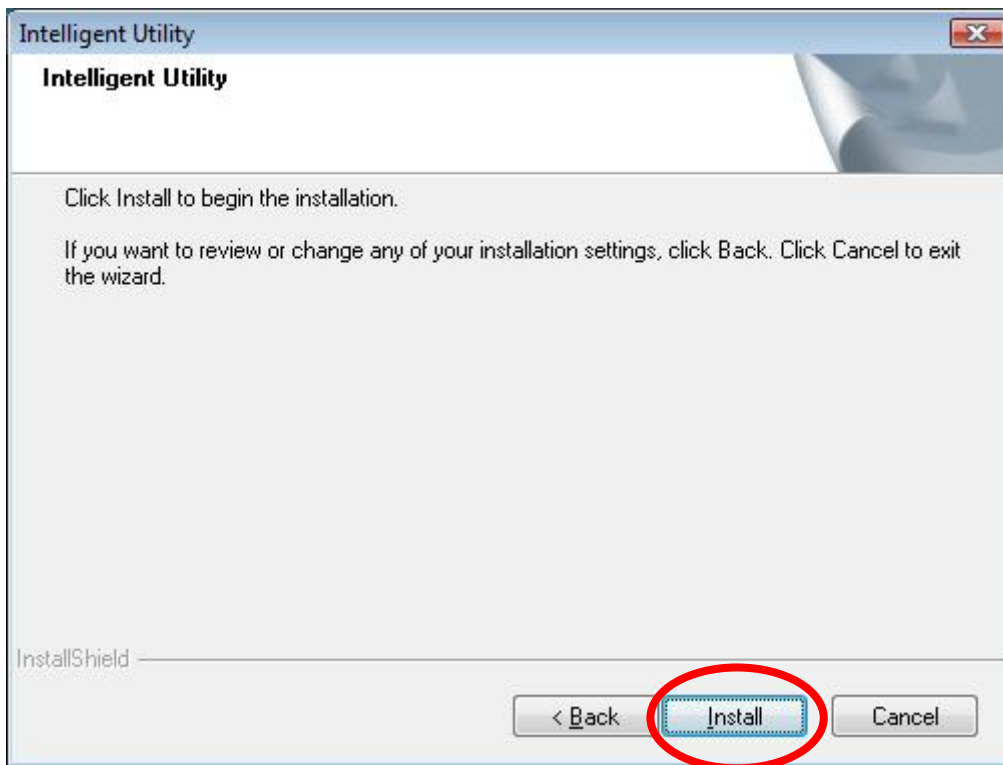 Intelligent Utility
Intelligent Utility
Click Install to begin the installation.
If you want to review or change any of your installation settings, click Back. Click Cancel to exit
the wizard.
InstallShield
< Back Install Cancel